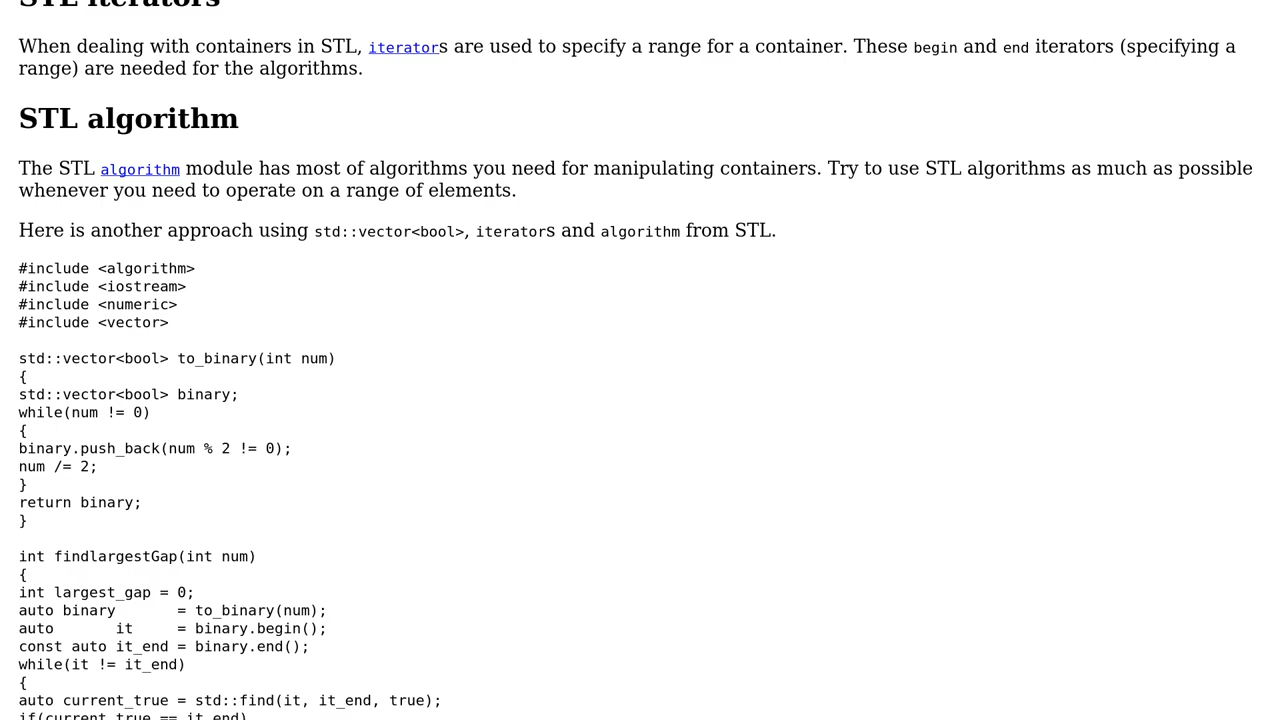 STL iterators
When dealing with containers in STL, iterators are used to specify a range for a container. These begin and end iterators (specifying a
range) are needed for the algorithms.
STL algorithm
The STL algorithm module has most of algorithms you need for manipulating containers. Try to use STL algorithms as much as possible
whenever you need to operate on a range of elements.
Here is another approach using std::vector<bool>, iterators and algorithm from STL.
#include <algorithm>
#include <iostream>
#include <numeric>
#include <vector>
std::vector<bool> to_binary(int num)
{
std::vector<bool> binary;
while(num != 0)
{
binary.push_back(num % 2 != 0);
num /= 2;
}
return binary;
}
int findlargestGap(int num)
{
int largest_gap = 0;
auto binary       = to_binary(num);
auto       it     = binary.begin();
const auto it_end = binary.end();
while(it != it_end)
{
auto current_true = std::find(it, it_end, true);
if(current_true == it_end)